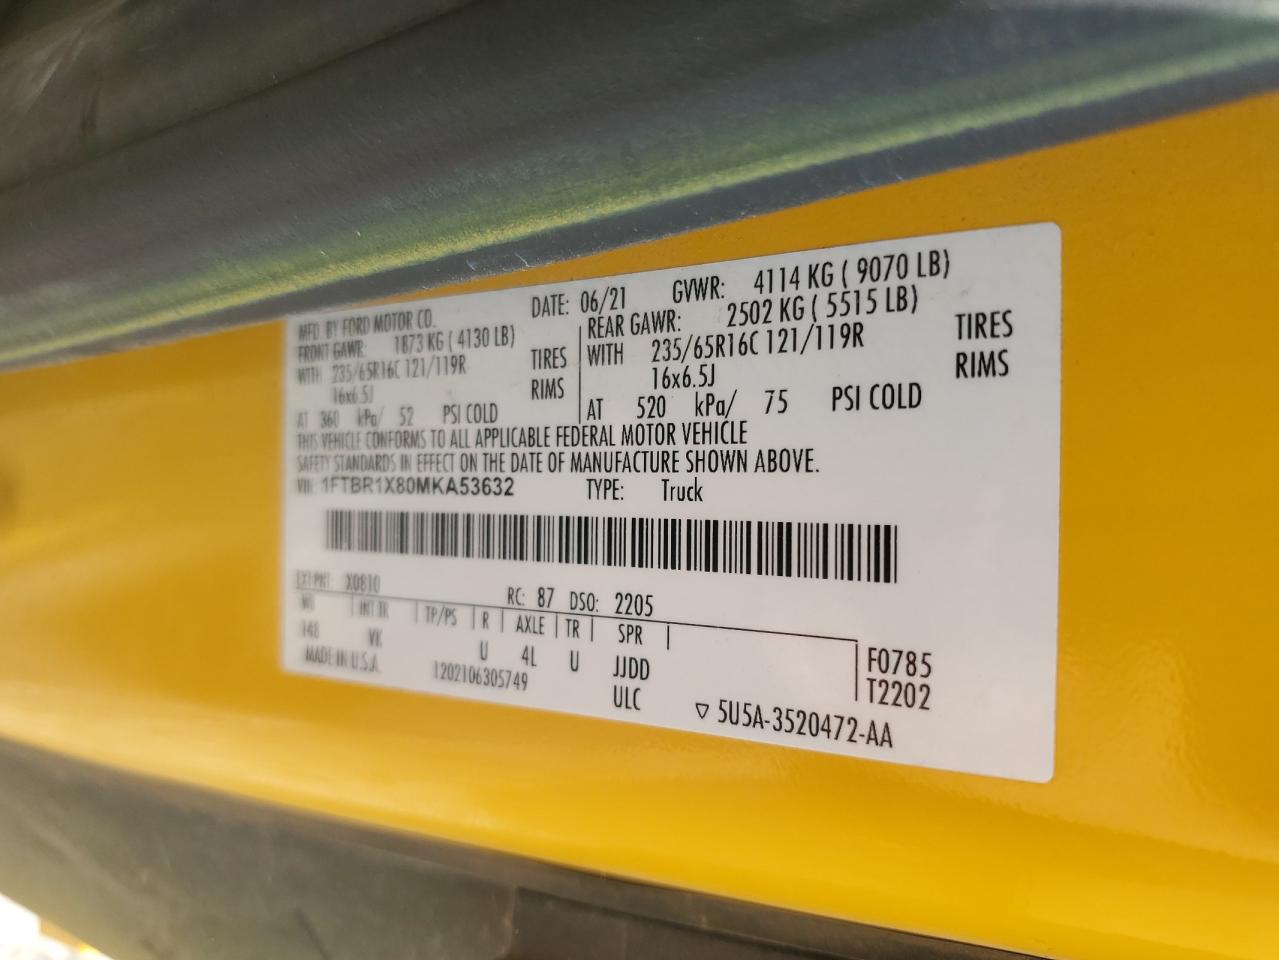 MFD. BY FORD MOTOR CO. DATE: 06/21 GVWR: 4114 KG ( 9070 LB)
FRONT GAWR: 1873 KG ( 4130 LB) REAR GAWR: 2502 KG ( 5515 LB)
WITH 235/65R16C 121/119R TIRES WITH 235/65R16C 121/119R TIRES
16x6.5J RIMS 16x6.5J RIMS
AT 360 kPa/ 52 PSI COLD AT 520 kPa/ 75 PSI COLD
THIS VEHICLE CONFORMS TO ALL APPLICABLE FEDERAL MOTOR VEHICLE
SAFETY STANDARDS IN EFFECT ON THE DATE OF MANUFACTURE SHOWN ABOVE.
VIN: 1FTBR1X80MKA53632 TYPE: Truck
EXT PNT: X0810 RC: 87 DSO: 2205
WB INT TR TP/PS R AXLE TR SPR
148 VK U 4L U JJDD F0785
MADE IN U.S.A. 1202106305749 ULC T2202
▽ 5U5A-3520472-AA